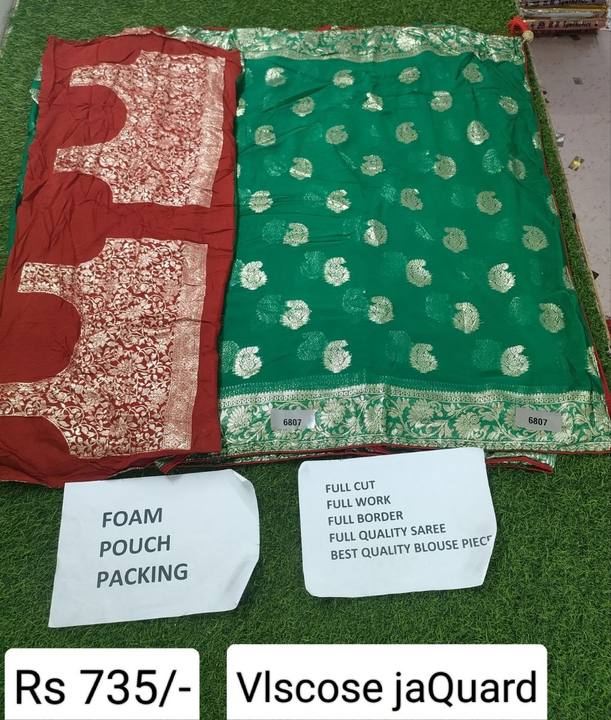 6807
6807
FOAM
POUCH
PACKING
FULL CUT
FULL WORK
FULL BORDER
FULL QUALITY SAREE
BEST QUALITY BLOUSE PIECE
Rs 735/-
Vlscose jaQuard